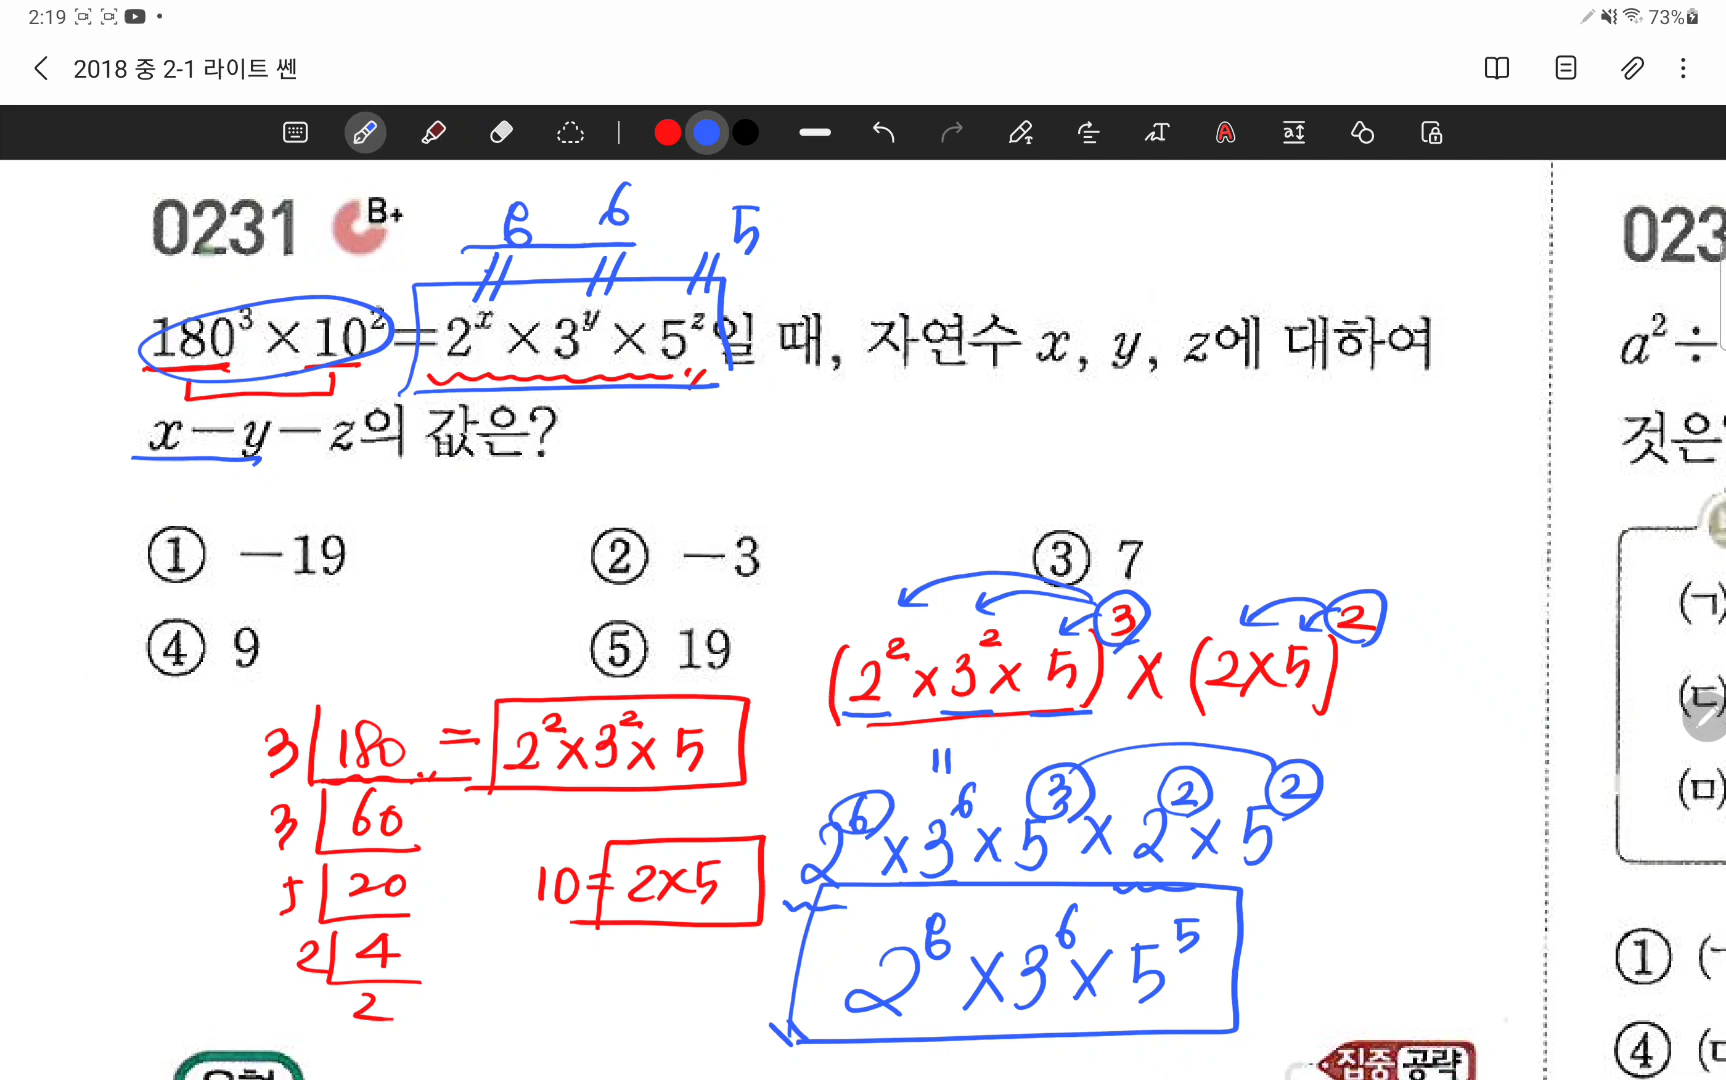 2:19 73%
2018 중 2-1 라이트 쎈
0231 B+
8 6 5
180³ × 10² = 2ˣ × 3ʸ × 5ᶻ일 때, 자연수 x, y, z에 대하여
x－y－z의 값은?
① －19 ② －3 ③ 7
④ 9 ⑤ 19
(2² × 3² × 5)³ × (2×5)²
3 180 = 2² × 3² × 5
3 60
5 20
2 4
2
10 = 2×5
=
2⁶ × 3⁶ × 5³ × 2² × 5²
2⁸ × 3⁶ × 5⁵
집중 공략
023
a² ÷
것은?
(ㄱ)
(ㄷ)
(ㅁ)
①
④